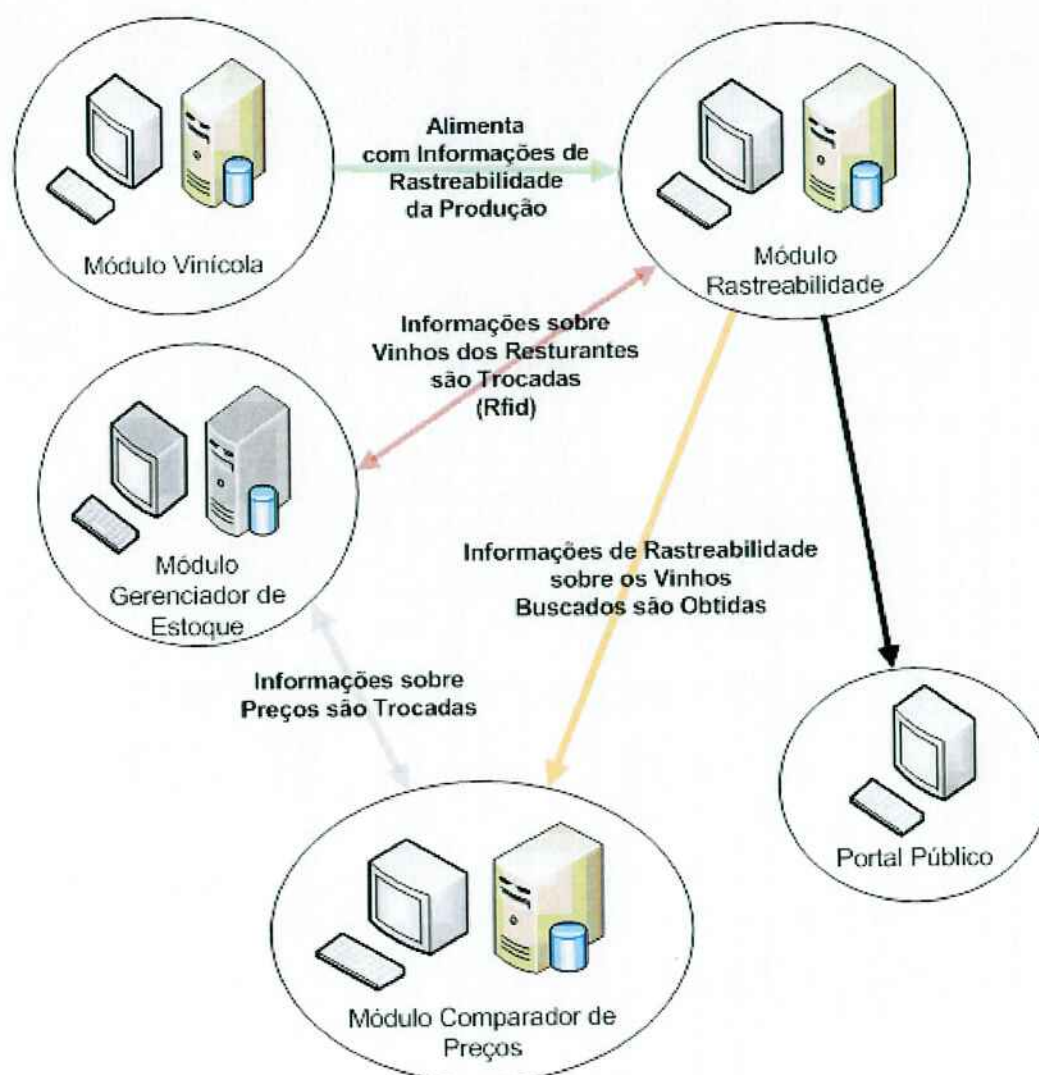 Alimenta
com Informações de
Rastreabilidade
da Produção
Módulo Vinícola
Módulo
Rastreabilidade
Informações sobre
Vinhos dos Resturantes
são Trocadas
(Rfid)
Módulo
Gerenciador de
Estoque
Informações de Rastreabilidade
sobre os Vinhos
Buscados são Obtidas
Informações sobre
Preços são Trocadas
Portal Público
Módulo Comparador de
Preços